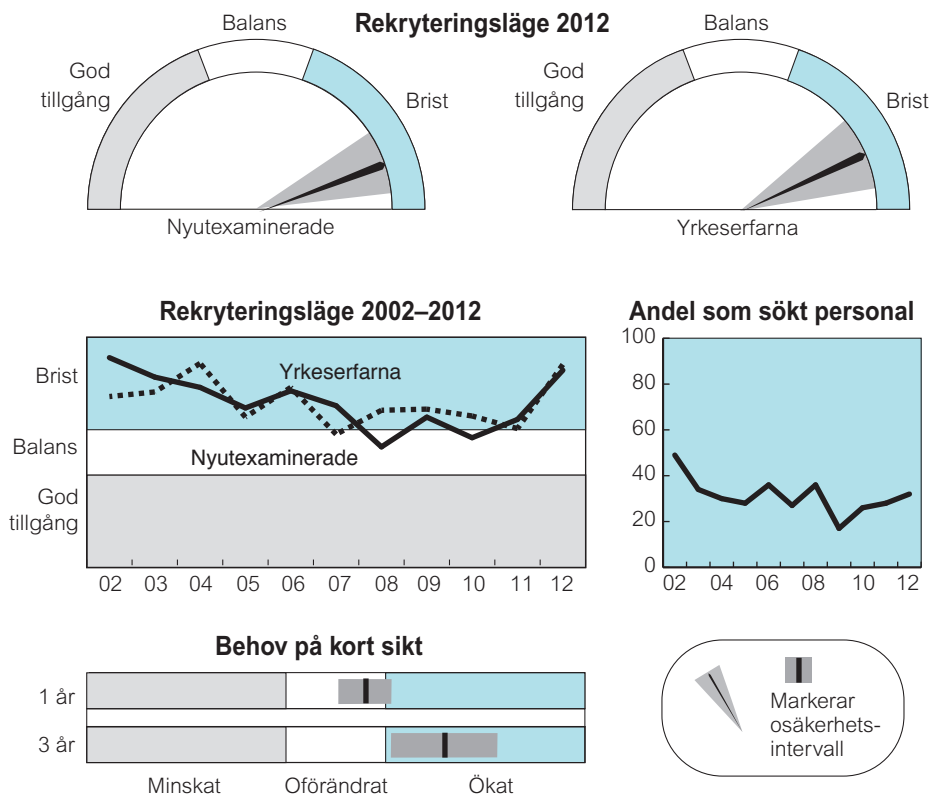 Rekryteringsläge 2012
Balans
God
tillgång
Brist
Nyutexaminerade
Balans
God
tillgång
Brist
Yrkeserfarna
Rekryteringsläge 2002–2012
Brist
Balans
God
tillgång
Yrkeserfarna
Nyutexaminerade
02 03 04 05 06 07 08 09 10 11 12
Andel som sökt personal
100
80
60
40
20
0
02 04 06 08 10 12
Behov på kort sikt
1 år
3 år
Minskat Oförändrat Ökat
Markerar
osäkerhets-
intervall